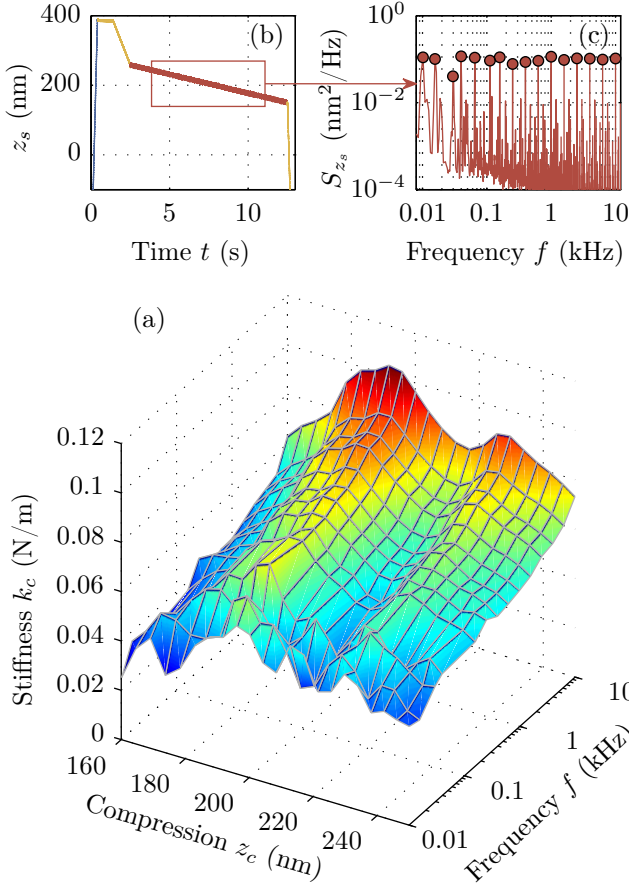 400
200
0
z_s (nm)
(b)
0
5
10
Time t (s)
10^0
10^-2
10^-4
S_{z_s} (nm^2/Hz)
(c)
0.01
0.1
1
10
Frequency f (kHz)
(a)
0.12
0.1
0.08
0.06
0.04
0.02
0
Stiffness k_c (N/m)
160
180
200
220
240
Compression z_c (nm)
0.01
0.1
1
10
Frequency f (kHz)